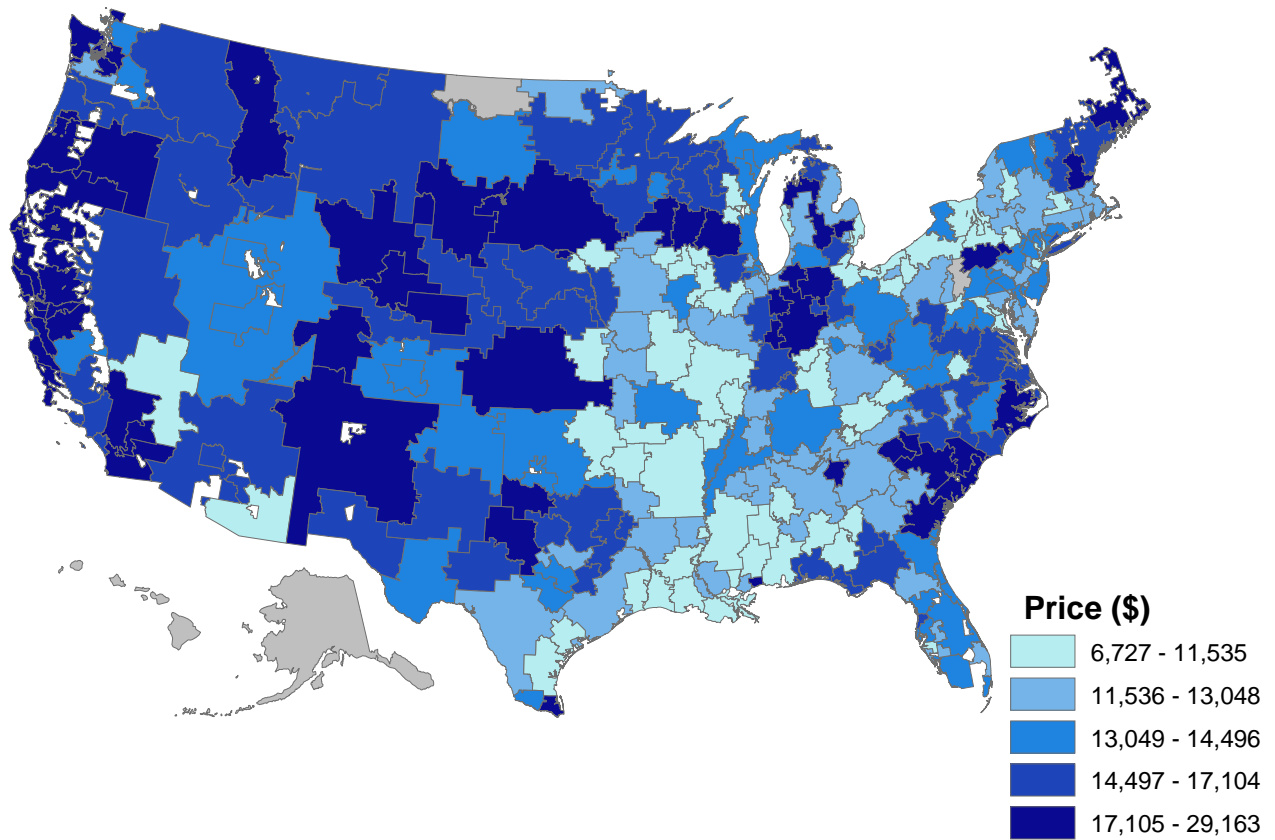 Price ($)
6,727 - 11,535
11,536 - 13,048
13,049 - 14,496
14,497 - 17,104
17,105 - 29,163